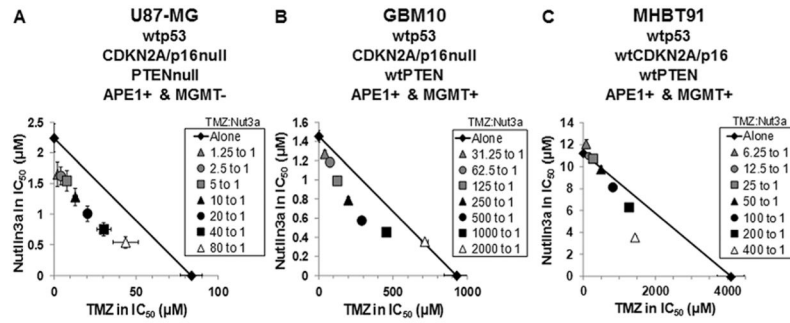 A
U87-MG
wtp53
CDKN2A/p16null
PTENnull
APE1+ & MGMT-
Nutlin3a in IC50 (µM)
2.5
2
1.5
1
0.5
0
0
50
100
TMZ in IC50 (µM)
TMZ:Nut3a
Alone
1.25 to 1
2.5 to 1
5 to 1
10 to 1
20 to 1
40 to 1
80 to 1
B
GBM10
wtp53
CDKN2A/p16null
wtPTEN
APE1+ & MGMT+
Nutlin3a in IC50 (µM)
1.6
1.4
1.2
1
0.8
0.6
0.4
0.2
0
0
500
1000
TMZ in IC50 (µM)
TMZ:Nut3a
Alone
31.25 to 1
62.5 to 1
125 to 1
250 to 1
500 to 1
1000 to 1
2000 to 1
C
MHBT91
wtp53
wtCDKN2A/p16
wtPTEN
APE1+ & MGMT+
Nutlin3a in IC50 (µM)
14
12
10
8
6
4
2
0
0
2000
4000
TMZ in IC50 (µM)
TMZ:Nut3a
Alone
6.25 to 1
12.5 to 1
25 to 1
50 to 1
100 to 1
200 to 1
400 to 1